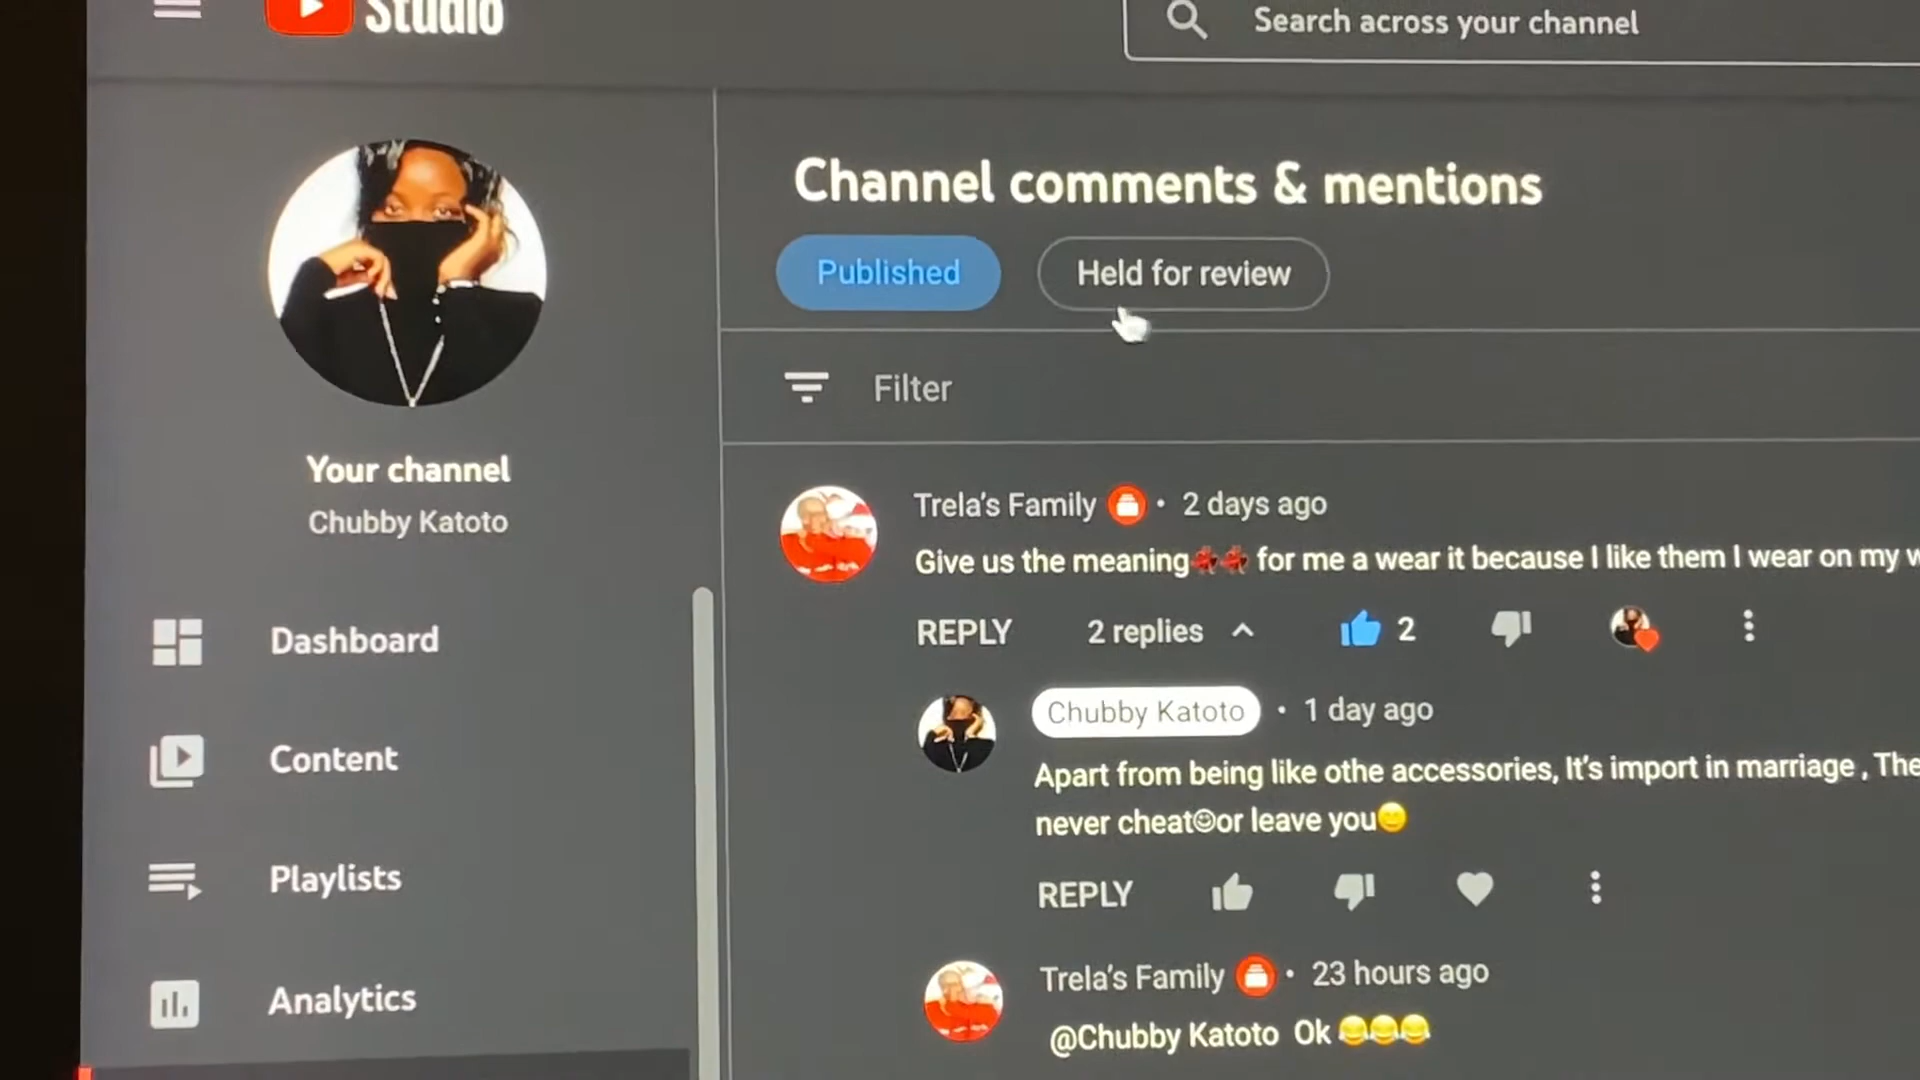 Studio
Search across your channel
Channel comments & mentions
Published
Held for review
Filter
Your channel
Chubby Katoto
Dashboard
Content
Playlists
Analytics
Trela's Family • 2 days ago
Give us the meaning💃💃 for me a wear it because I like them I wear on my
REPLY 2 replies 2
Chubby Katoto • 1 day ago
Apart from being like othe accessories, It's import in marriage , The
never cheat☺or leave you😊
REPLY
Trela's Family • 23 hours ago
@Chubby Katoto Ok 😂😂😂